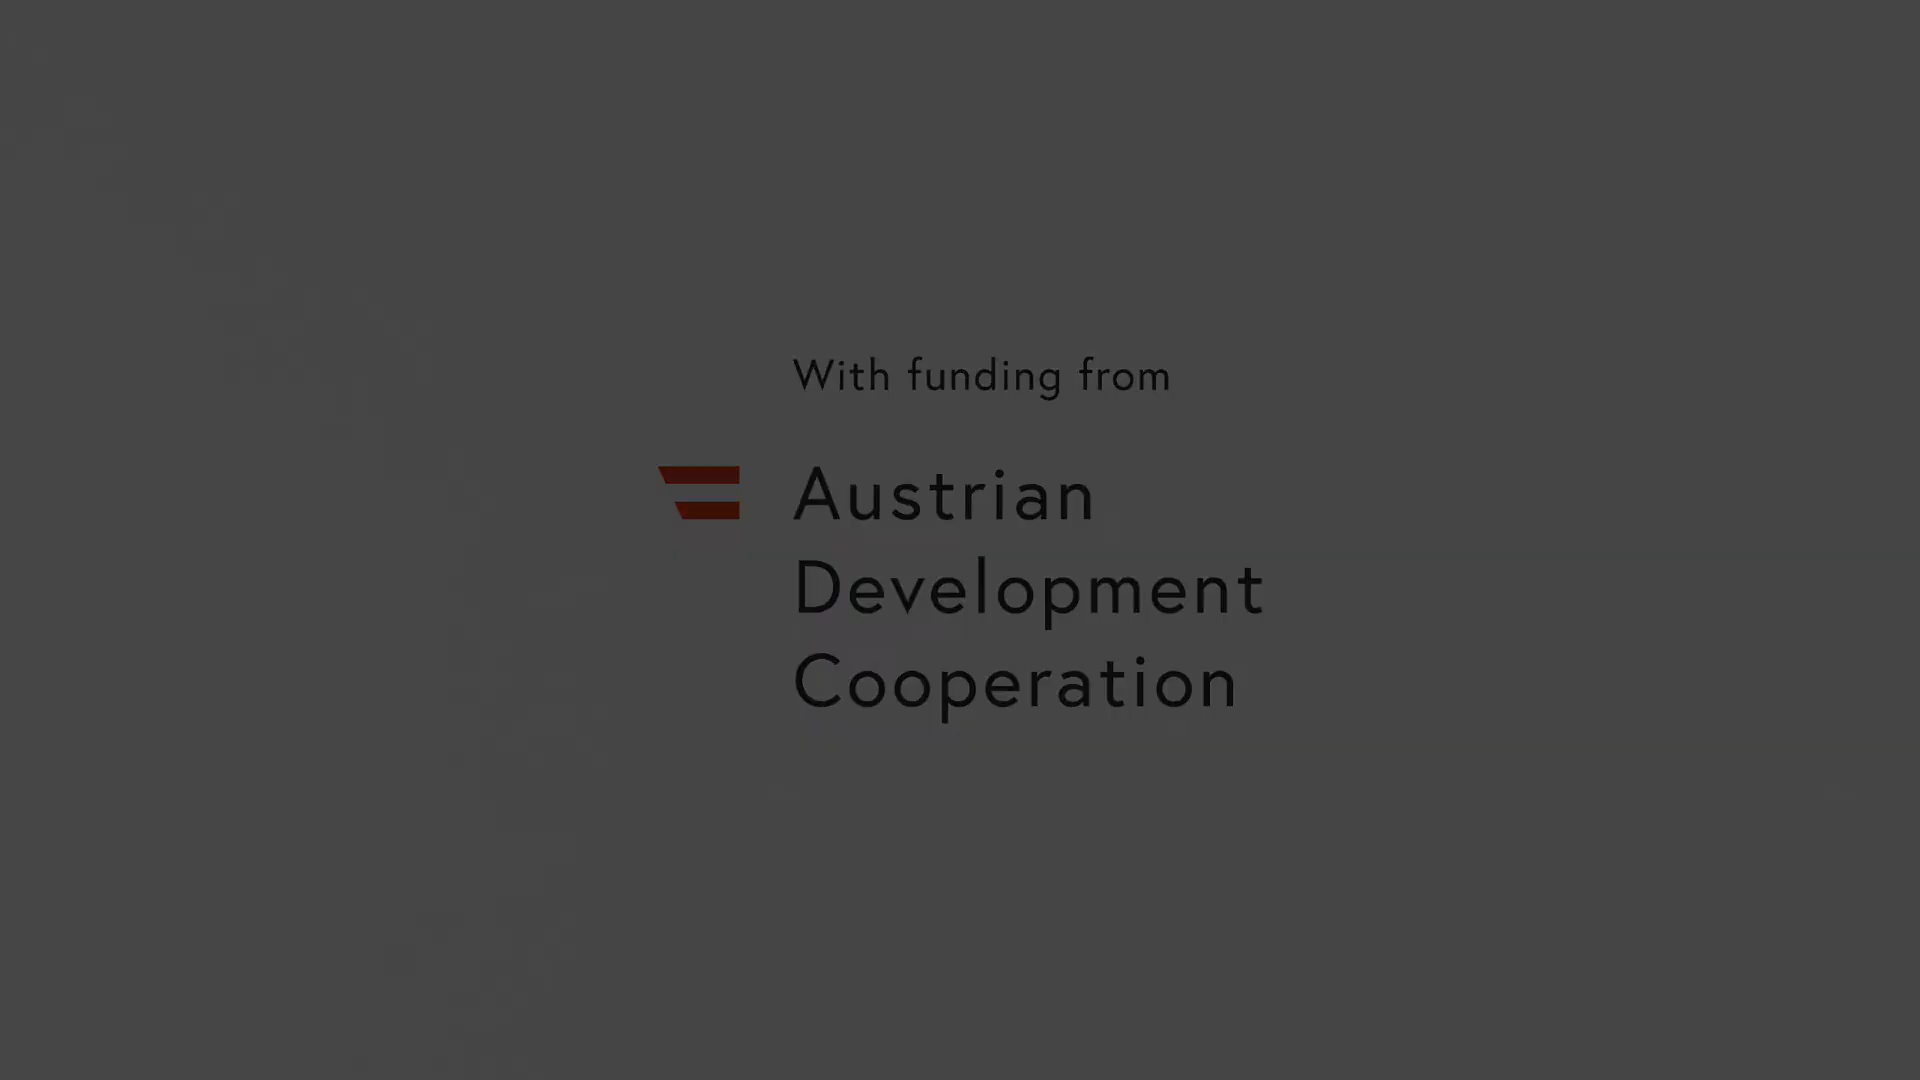 With funding from
Austrian
Development
Cooperation